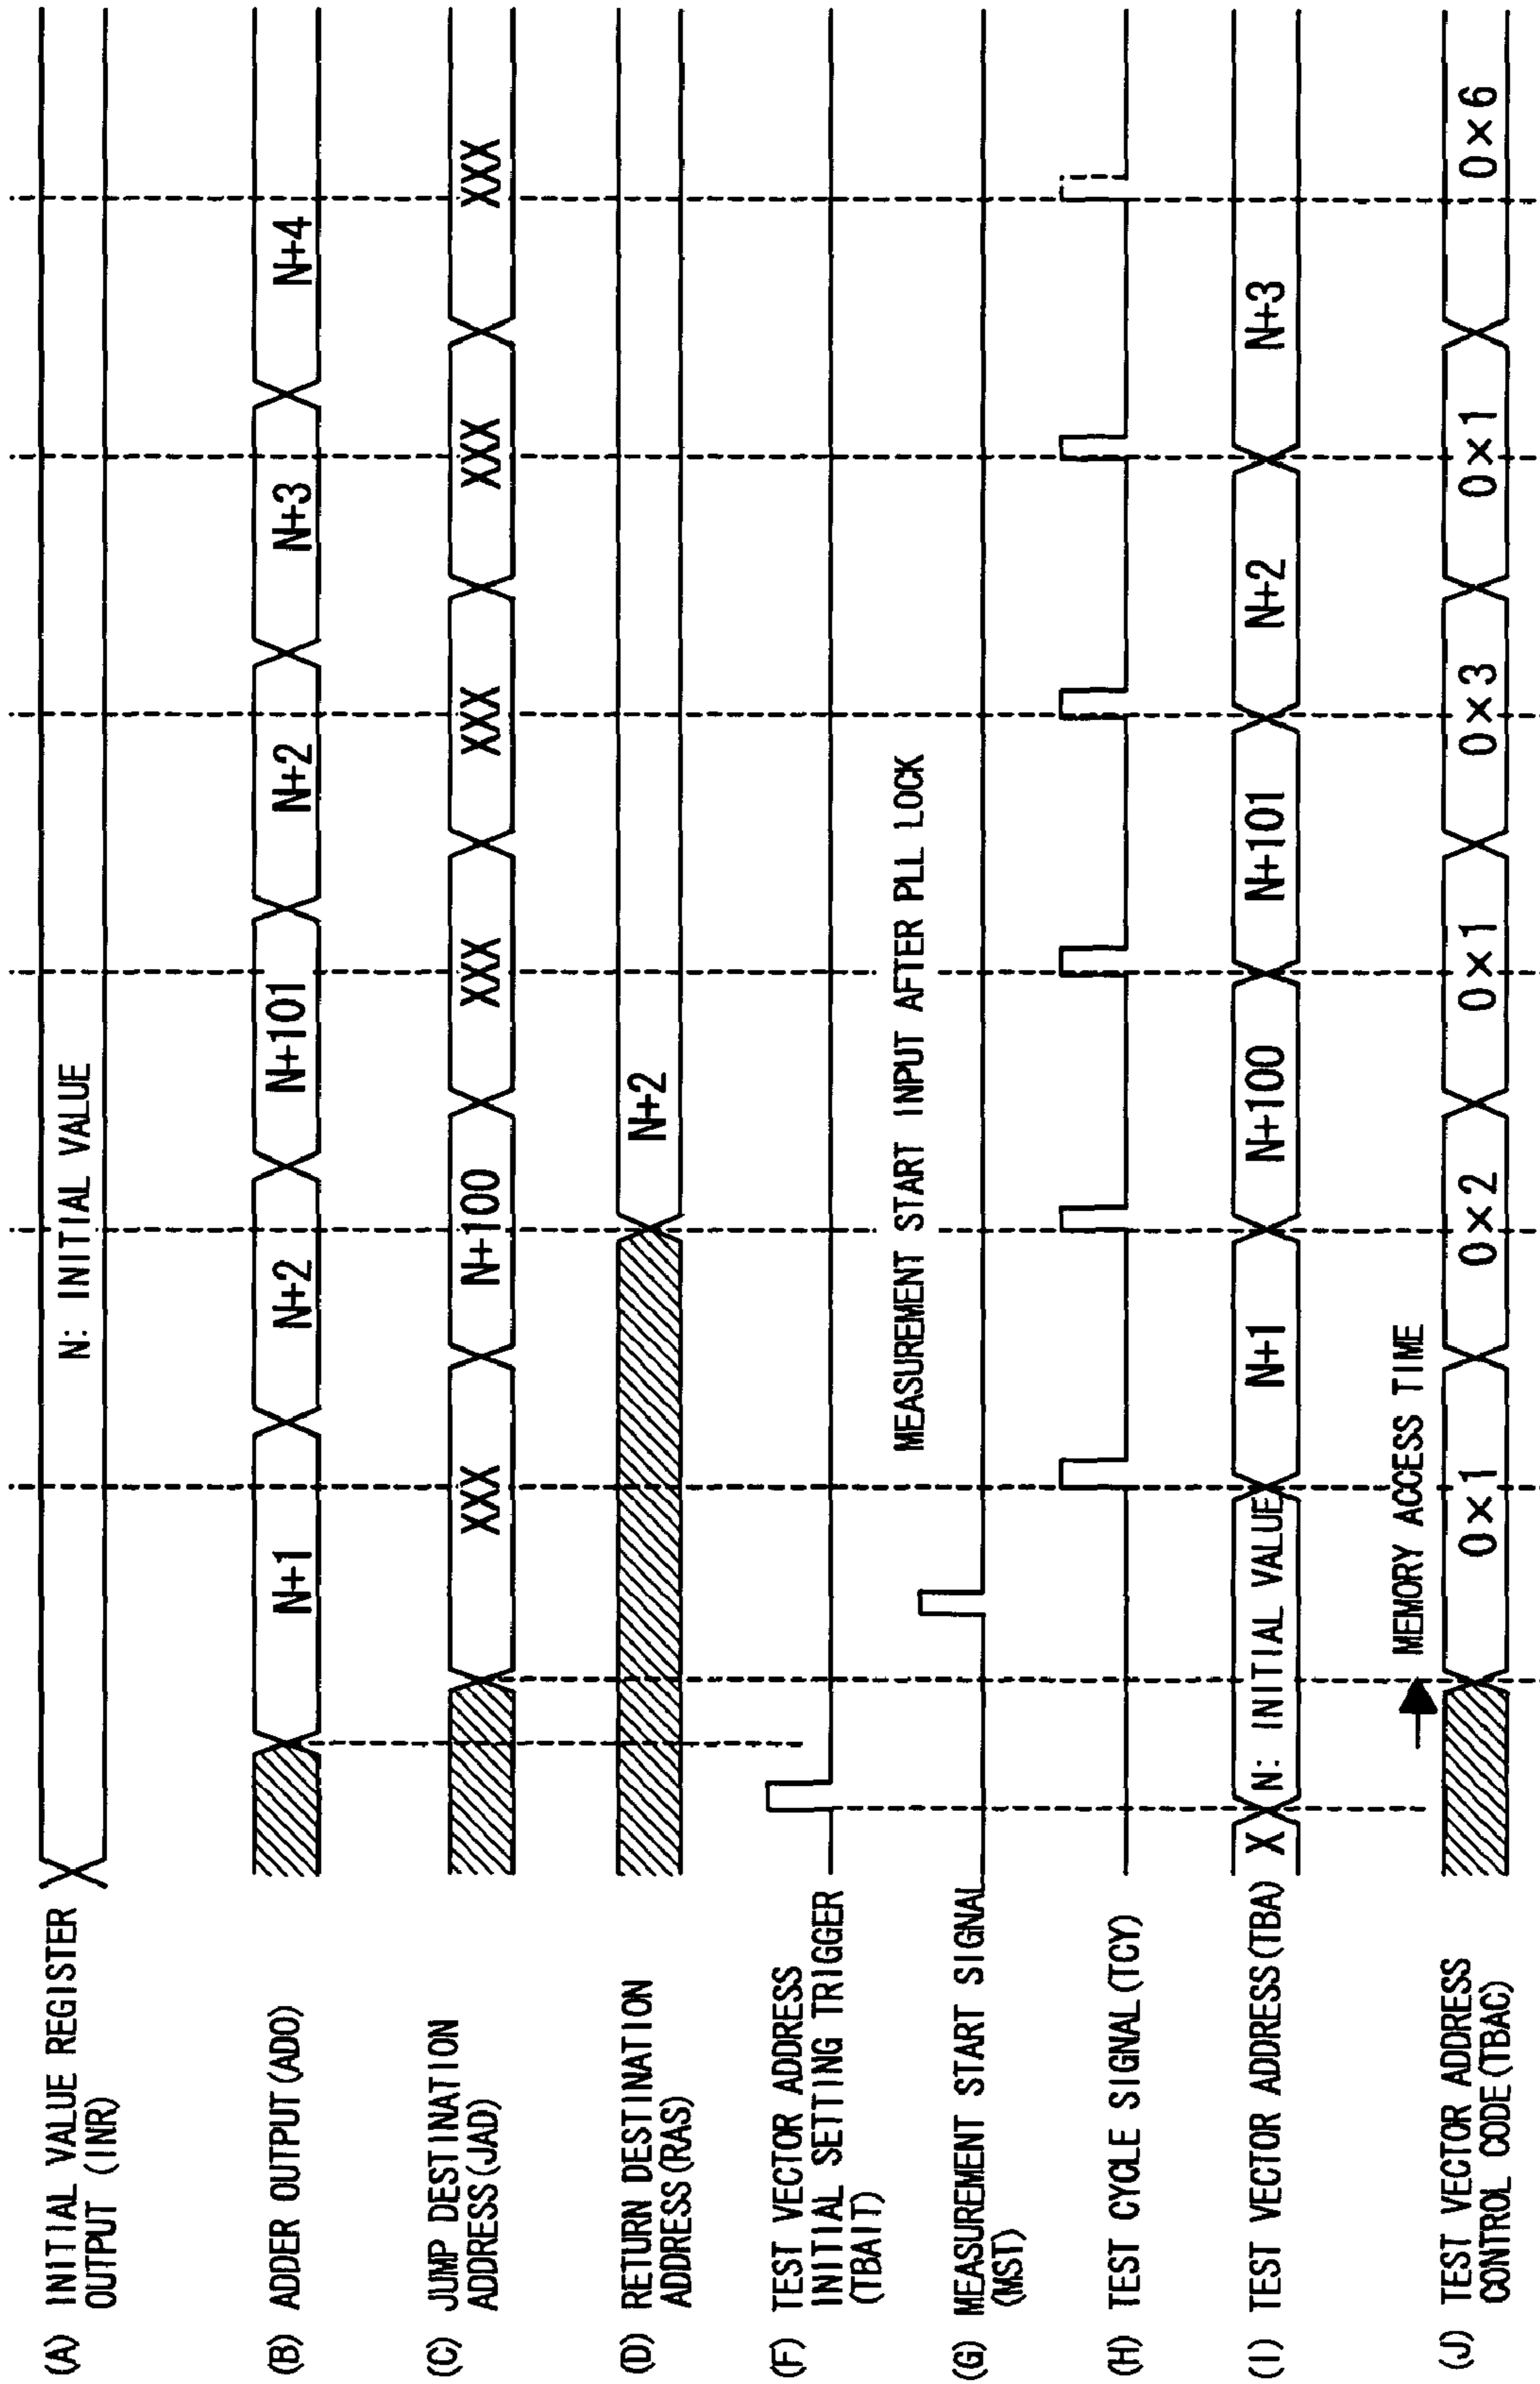 (A) INITIAL VALUE REGISTER
OUTPUT (INR)
N: INITIAL VALUE
(B) ADDER OUTPUT(ADO)
N+1
N+2
N+101
N+2
N+3
N+4
(C) JUMP DESTINATION
ADDRESS(JAD)
XXX
N+100
XXX
XXX
XXX
XXX
(D) RETURN DESTINATION
ADDRESS(RAS)
N+2
(F) TEST VECTOR ADDRESS
INITIAL SETTING TRIGGER
(TBAIT)
MEASUREMENT START INPUT AFTER PLL LOCK
(G) MEASUREMENT START SIGNAL
(MST)
(H) TEST CYCLE SIGNAL(TCY)
(I) TEST VECTOR ADDRESS(TBA)
X
N: INITIAL VALUE
N+1
N+100
N+101
N+2
N+3
MEMORY ACCESS TIME
(J) TEST VECTOR ADDRESS
CONTROL CODE(TBAC)
0×1
0×2
0×1
0×3
0×1
0×6